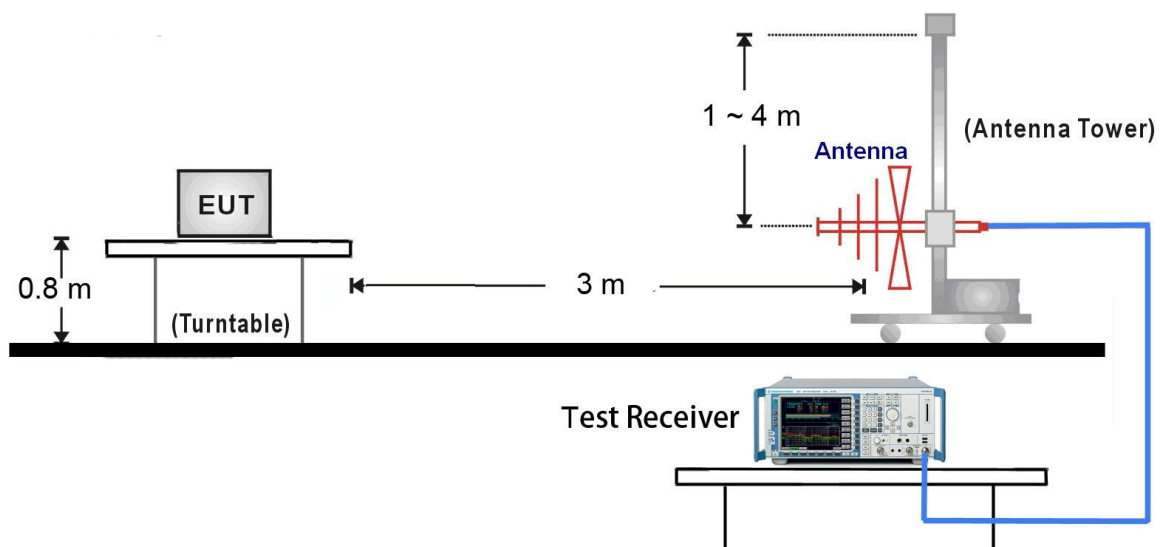 1 ~ 4 m
(Antenna Tower)
Antenna
EUT
0.8 m
3 m
(Turntable)
Test Receiver